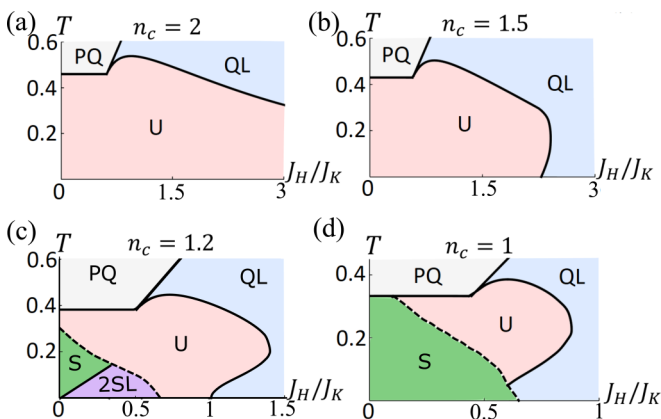 (a) T n_c = 2
0.6
PQ
QL
0.4
U
0.2
0 1.5 3 J_H/J_K
(b) T n_c = 1.5
0.6
PQ
QL
0.4
U
0.2
0 1.5 3 J_H/J_K
(c) T n_c = 1.2
0.6
PQ
QL
0.4
U
0.2
S
2SL
0 0.5 1.0 1.5 J_H/J_K
(d) T n_c = 1
0.4
PQ
QL
U
0.2
S
0 0.5 1 J_H/J_K